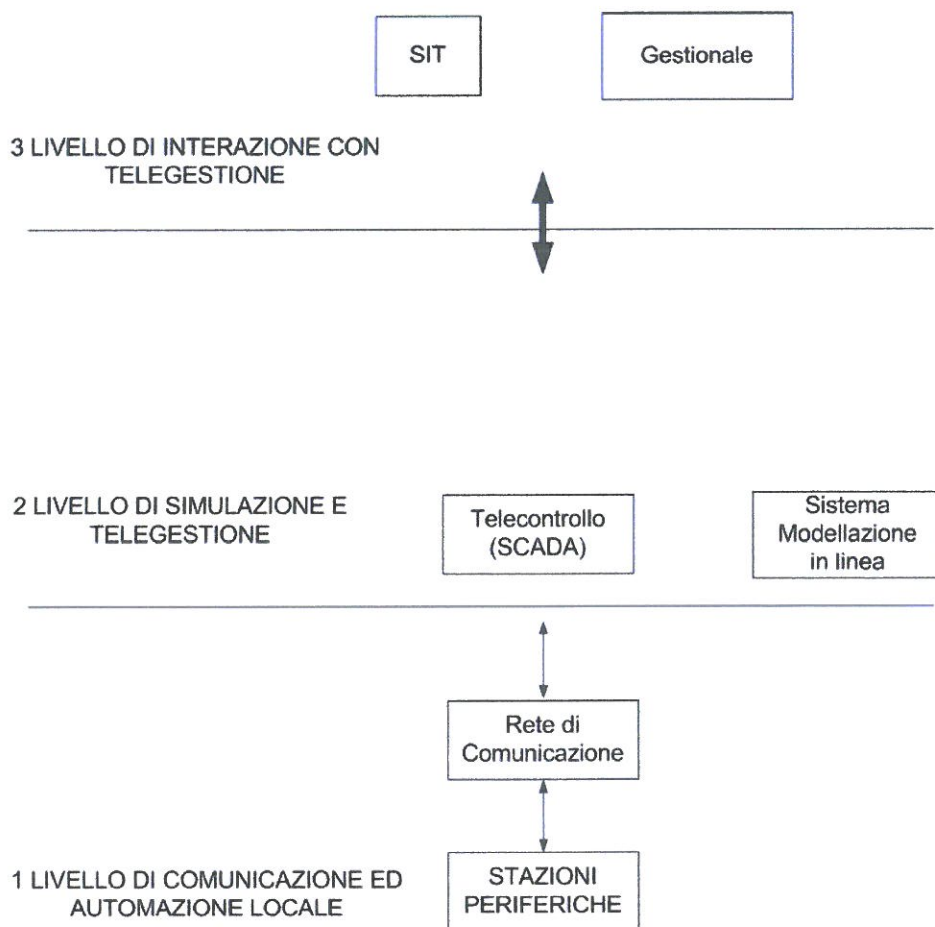 SIT
Gestionale
3 LIVELLO DI INTERAZIONE CON
TELEGESTIONE
2 LIVELLO DI SIMULAZIONE E
TELEGESTIONE
Telecontrollo
(SCADA)
Sistema
Modellazione
in linea
Rete di
Comunicazione
1 LIVELLO DI COMUNICAZIONE ED
AUTOMAZIONE LOCALE
STAZIONI
PERIFERICHE